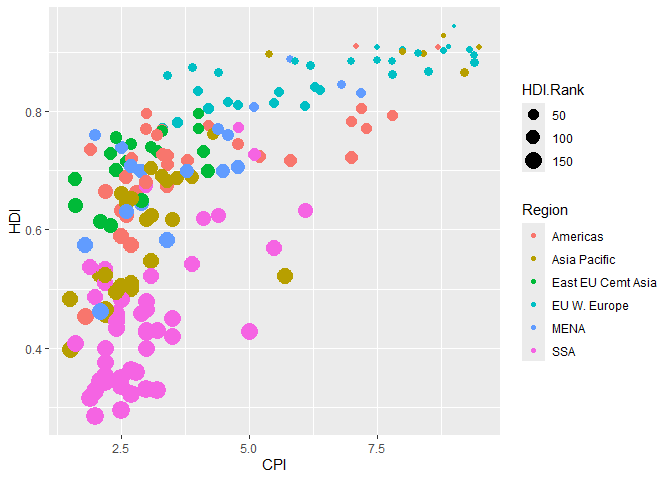 HDI
0.8
0.6
0.4
2.5
5.0
7.5
CPI
HDI.Rank
50
100
150
Region
Americas
Asia Pacific
East EU Cemt Asia
EU W. Europe
MENA
SSA